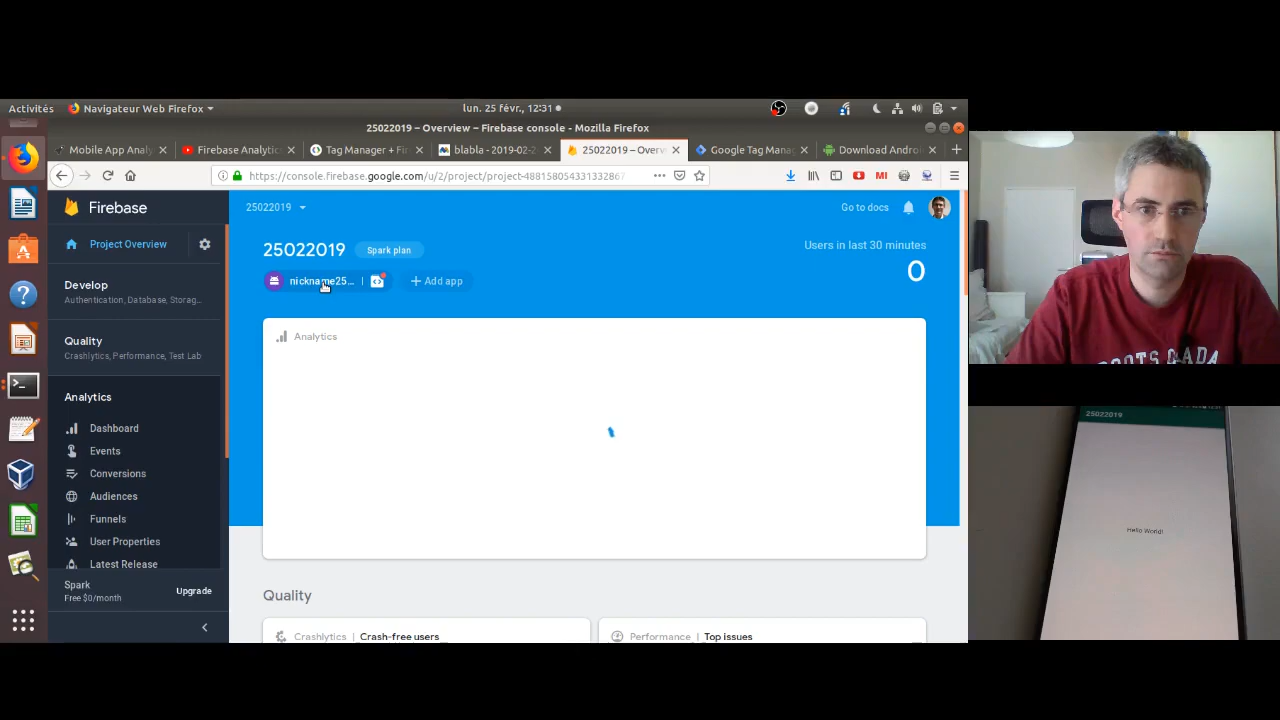 Activités
Navigateur Web Firefox
lun. 25 févr., 12:31
25022019 – Overview – Firebase console - Mozilla Firefox
Mobile App Analy
Firebase Analytic
Tag Manager + Fir
blabla - 2019-02-2
25022019 – Overv
Google Tag Manag
Download Androi
https://console.firebase.google.com/u/2/project/project-488158054331332867
Firebase
25022019
Go to docs
Project Overview
25022019
Spark plan
Users in last 30 minutes
0
nickname25...
+ Add app
Develop
Authentication, Database, Storag...
Quality
Crashlytics, Performance, Test Lab
Analytics
Analytics
Dashboard
Events
Conversions
Audiences
Funnels
User Properties
Latest Release
Spark
Free $0/month
Upgrade
Quality
Crashlytics | Crash-free users
Performance | Top issues
ROOTS CANADA
25022019
Hello World!